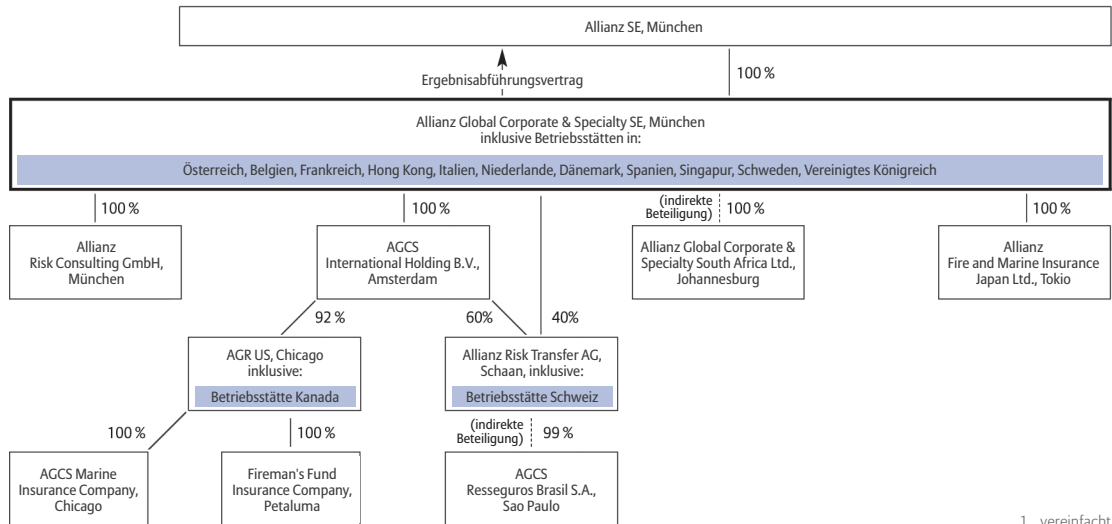 Allianz SE, München
Ergebnisabführungsvertrag
100 %
Allianz Global Corporate & Specialty SE, München
inklusive Betriebstätten in:
Österreich, Belgien, Frankreich, Hong Kong, Italien, Niederlande, Dänemark, Spanien, Singapur, Schweden, Vereinigtes Königreich
100 %
100 %
(indirekte
Beteiligung)
100 %
100 %
Allianz
Risk Consulting GmbH,
München
AGCS
International Holding B.V.,
Amsterdam
Allianz Global Corporate &
Specialty South Africa Ltd.,
Johannesburg
Allianz
Fire and Marine Insurance
Japan Ltd., Tokio
92 %
60%
40%
AGR US, Chicago
inklusive:
Betriebsstätte Kanada
Allianz Risk Transfer AG,
Schaan, inklusive:
Betriebsstätte Schweiz
100 %
100 %
(indirekte
Beteiligung)
99 %
AGCS Marine
Insurance Company,
Chicago
Fireman's Fund
Insurance Company,
Petaluma
AGCS
Resseguros Brasil S.A.,
Sao Paulo
1 vereinfacht